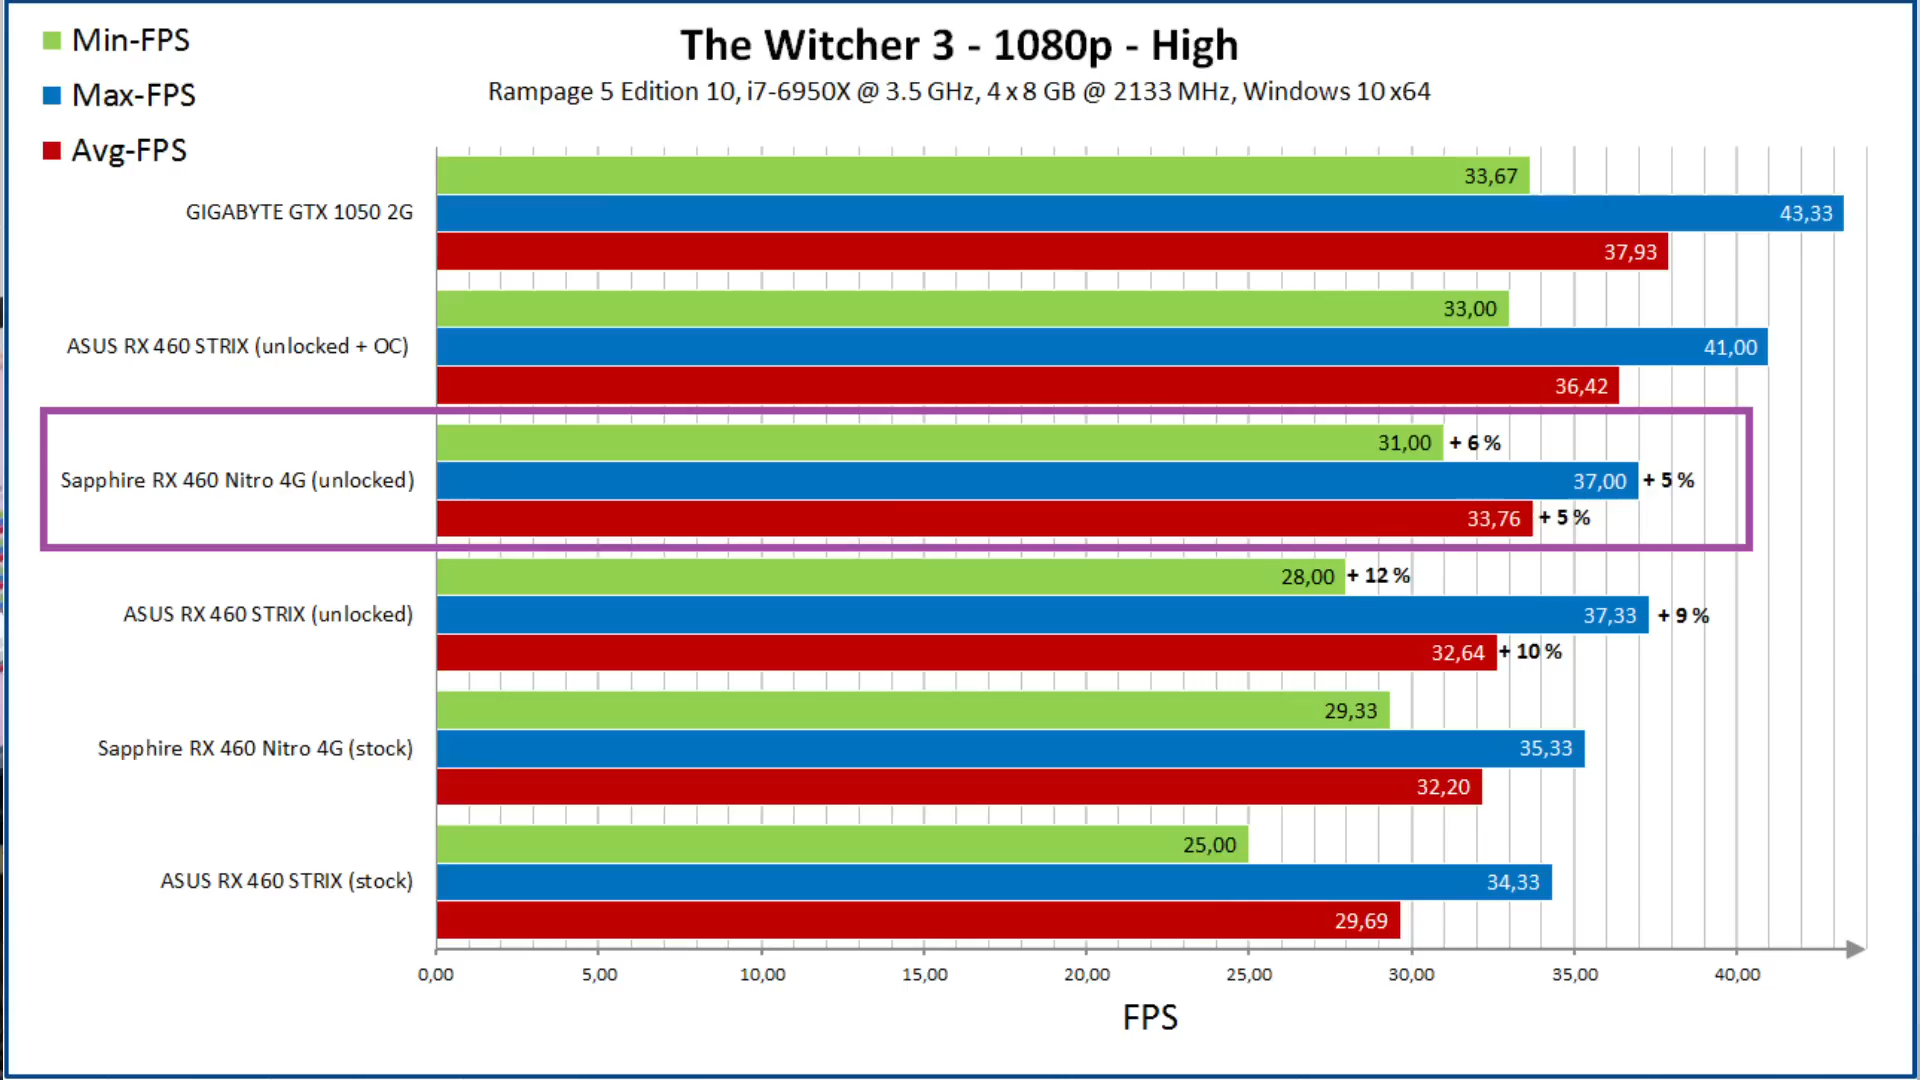 Min-FPS
Max-FPS
Avg-FPS
The Witcher 3 - 1080p - High
Rampage 5 Edition 10, i7-6950X @ 3.5 GHz, 4 x 8 GB @ 2133 MHz, Windows 10 x64
GIGABYTE GTX 1050 2G
33,67
43,33
37,93
ASUS RX 460 STRIX (unlocked + OC)
33,00
41,00
36,42
Sapphire RX 460 Nitro 4G (unlocked)
31,00 + 6 %
37,00 + 5 %
33,76 + 5 %
ASUS RX 460 STRIX (unlocked)
28,00 + 12 %
37,33 + 9 %
32,64 + 10 %
Sapphire RX 460 Nitro 4G (stock)
29,33
35,33
32,20
ASUS RX 460 STRIX (stock)
25,00
34,33
29,69
0,00 5,00 10,00 15,00 20,00 25,00 30,00 35,00 40,00
FPS